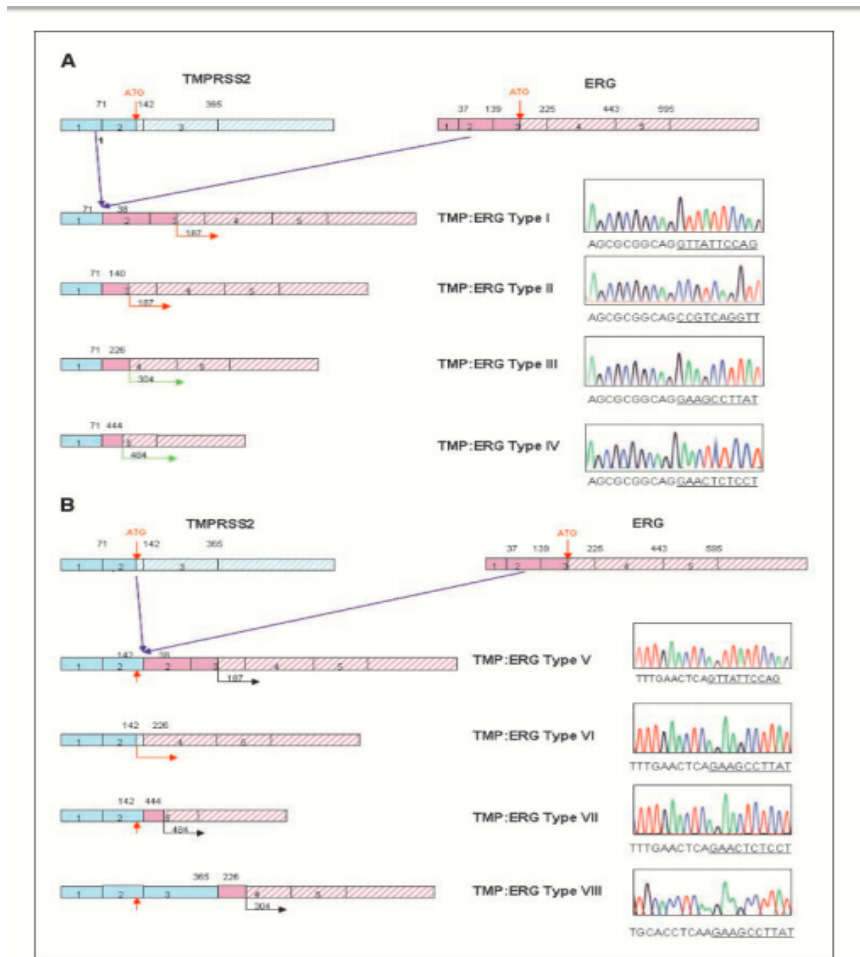 A
TMPRSS2
ERG
ATG
ATG
71 142 365
37 139 225 443 595
1 2 3
1 2 3 4 5
1
71 38
1 2 3 4 5
187
TMP:ERG Type I
AGCGCGGCAGGTTATTCCAG
71 140
1 3 4 5
187
TMP:ERG Type II
AGCGCGGCAGCCGTCAGGTT
71 226
1 4 5
304
TMP:ERG Type III
AGCGCGGCAGGAAGCCTTAT
71 444
1 5
484
TMP:ERG Type IV
AGCGCGGCAGGAACTCTCCT
B
TMPRSS2
ERG
ATG
ATG
71 142 365
37 139 225 443 595
1 2 3
1 2 3 4 5
142 38
1 2 2 3 4 5
187
TMP:ERG Type V
TTTGAACTCAGTTATTCCAG
142 226
1 2 4 5
TMP:ERG Type VI
TTTGAACTCAGAAGCCTTAT
142 444
1 2 5
484
TMP:ERG Type VII
TTTGAACTCAGAACTCTCCT
365 226
1 2 3 4 5
304
TMP:ERG Type VIII
TGCACCTCAAGAAGCCTTAT